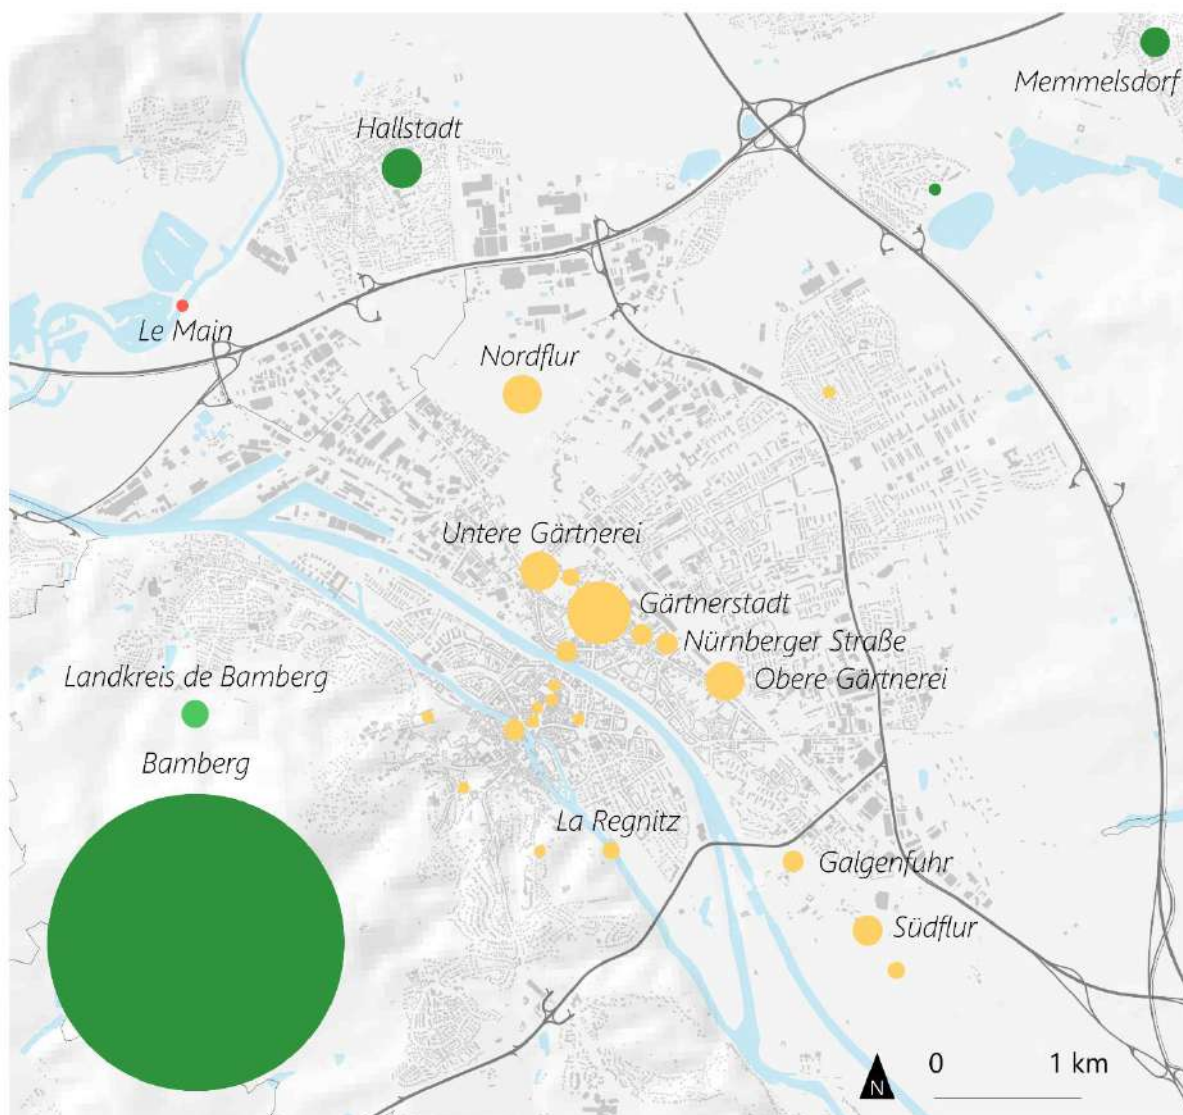 Memmelsdorf
Hallstadt
Le Main
Nordflur
Untere Gärtnerei
Gärtnerstadt
Nürnberger Straße
Obere Gärtnerei
Landkreis de Bamberg
Bamberg
La Regnitz
Galgenfuhr
Südflur
N
0 1 km